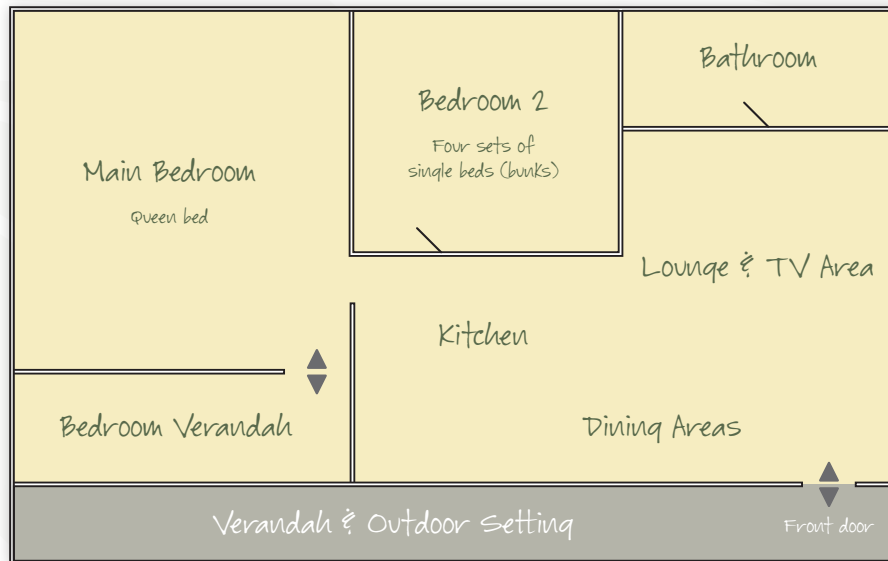 Bathroom
Bedroom 2
Four sets of
single beds (bunks)
Main Bedroom
Queen bed
Lounge & TV Area
Kitchen
Bedroom Verandah
Dining Areas
Verandah & Outdoor Setting
Front door